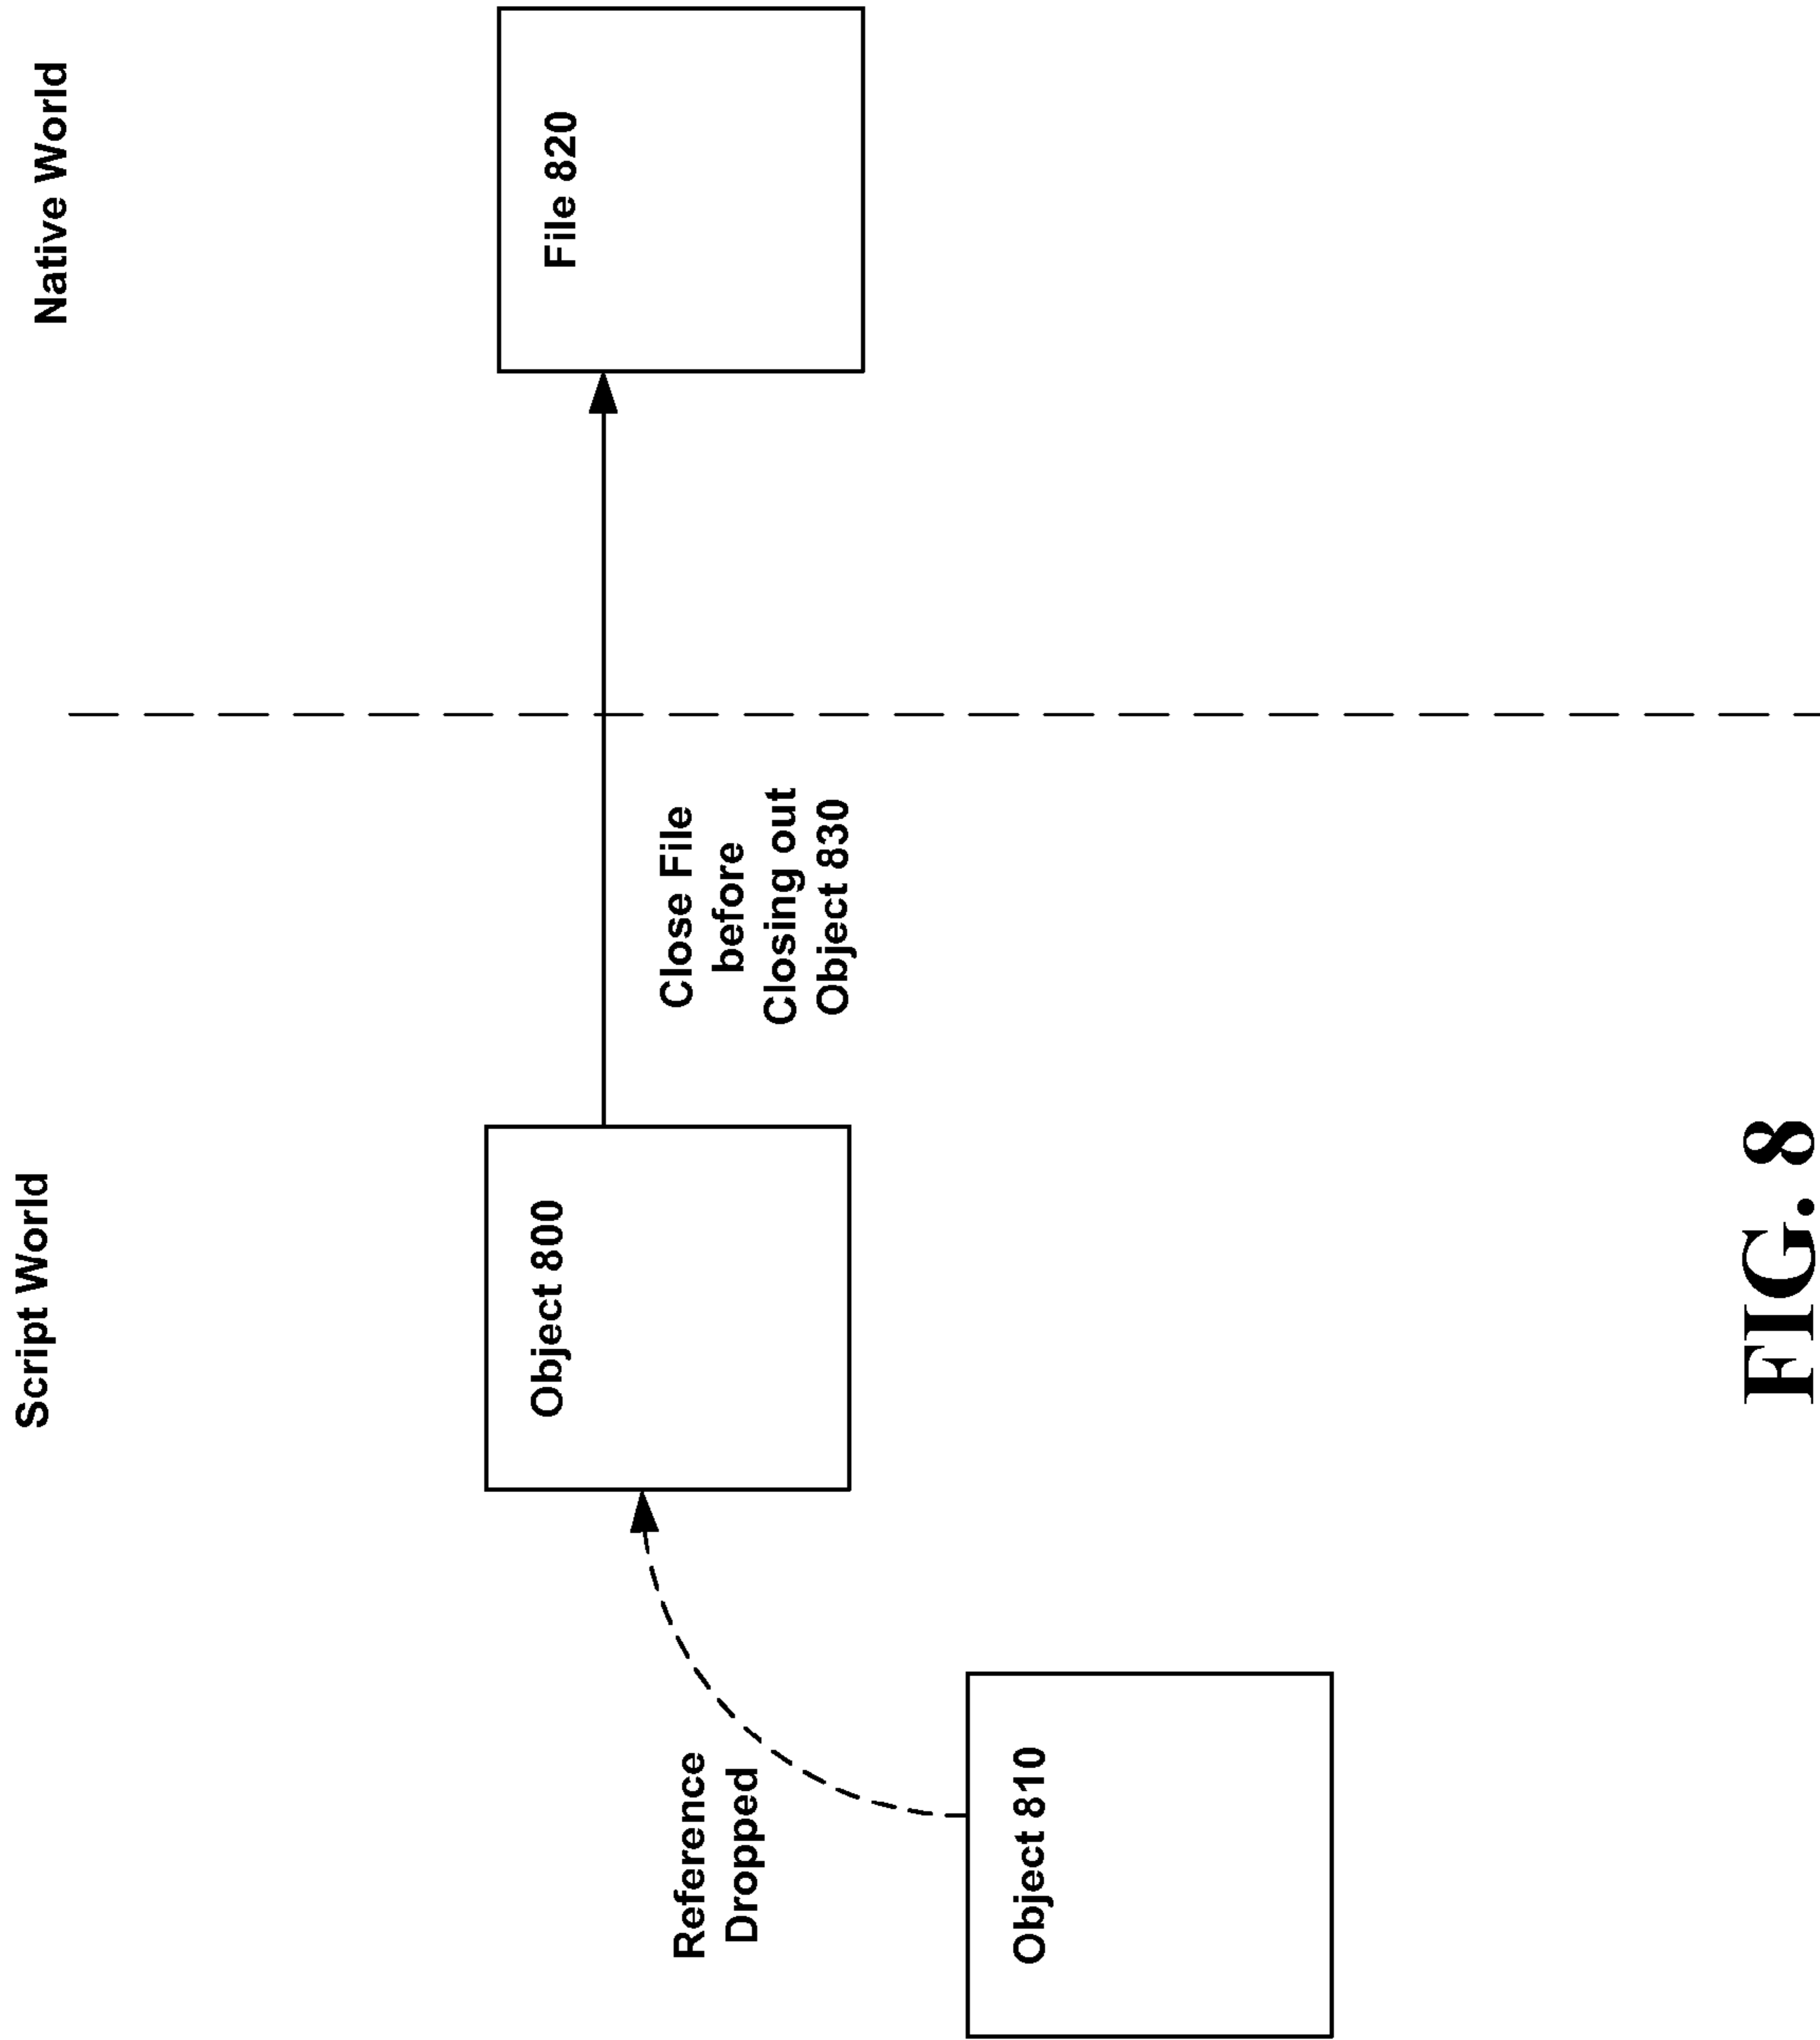 Script World
Native World
Object 800
File 820
Close File
before
Closing out
Object 830
Reference
Dropped
Object 810
FIG. 8